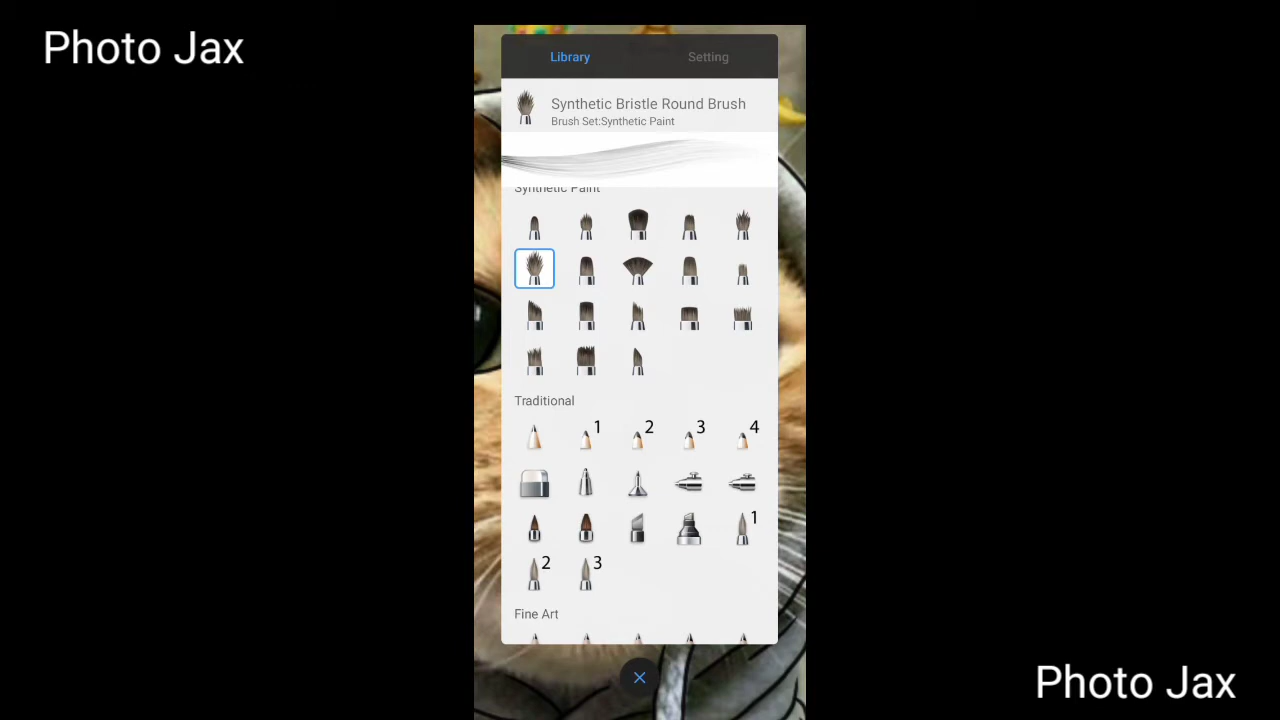 Photo Jax
Library
Setting
Synthetic Bristle Round Brush
Brush Set:Synthetic Paint
Synthetic Paint
Traditional
1
2
3
4
1
2
3
Fine Art
Photo Jax